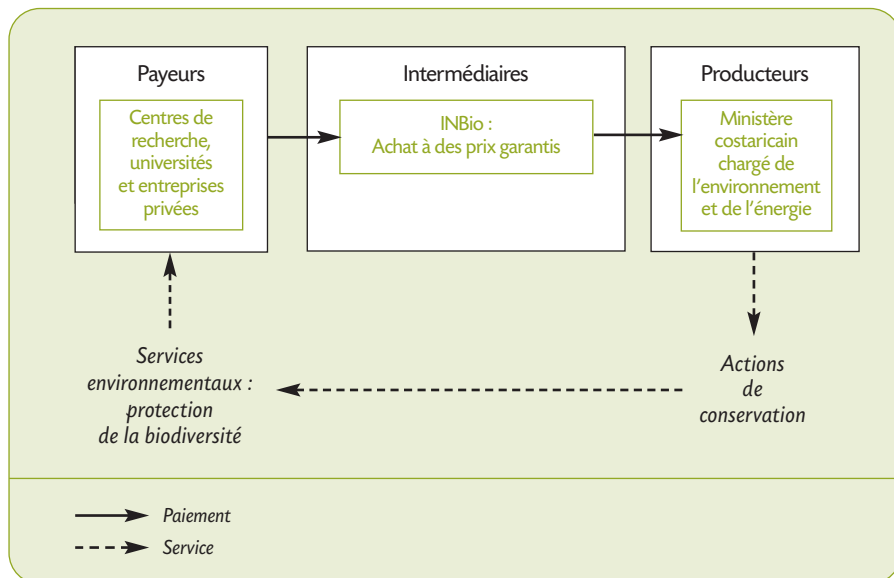 Payeurs
Centres de
recherche,
universités
et entreprises
privées
Intermédiaires
INBio :
Achat à des prix garantis
Producteurs
Ministère
costaricain
chargé de
l'environnement
et de l'énergie
Services
environnementaux :
protection
de la biodiversité
Actions
de
conservation
Paiement
Service